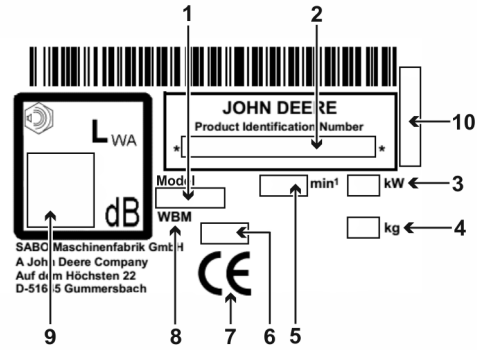 1 2
JOHN DEERE
Product Identification Number
* *
10
LWA
dB
Model
WBM
min1
kW
3
kg
4
SABO Maschinenfabrik GmbH
A John Deere Company
Auf dem Höchsten 22
D-51645 Gummersbach
CE
9 8 7 6 5